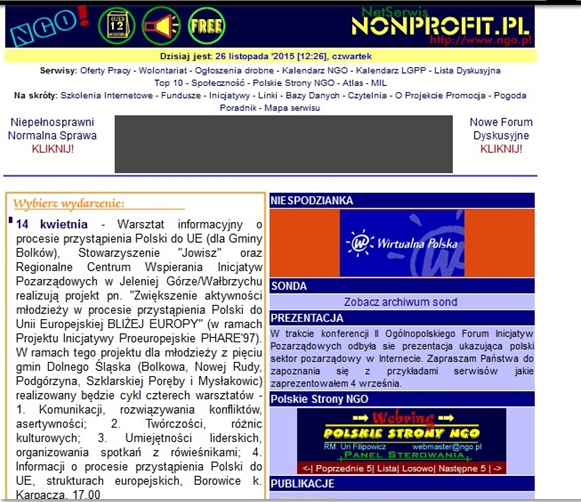 NGO!
GRUDZ
12
NIEDZIELA
FREE
NetSerwis
NONPROFIT.PL
http://www.ngo.pl
Dzisiaj jest: 26 listopada '2015 [12:26], czwartek
Serwisy: Oferty Pracy - Wolontariat - Ogłoszenia drobne - Kalendarz NGO - Kalendarz LGPP - Lista Dyskusyjna
Top 10 - Społeczność - Polskie Strony NGO - Atlas - MIL
Na skróty: Szkolenia Internetowe - Fundusze - Inicjatywy - Linki - Bazy Danych - Czytelnia - O Projekcie Promocja - Pogoda
Poradnik - Mapa serwisu
Niepełnosprawni
Normalna Sprawa
KLIKNIJ!
Nowe Forum
Dyskusyjne
KLIKNIJ!
Wybierz wydarzenie:
14 kwietnia - Warsztat informacyjny o
procesie przystąpienia Polski do UE (dla Gminy
Bolków), Stowarzyszenie "Jowisz" oraz
Regionalne Centrum Wspierania Inicjatyw
Pozarządowych w Jeleniej Górze/Wałbrzychu
realizują projekt pn. "Zwiększenie aktywności
młodzieży w procesie przystąpienia Polski do
Unii Europejskiej BLIŻEJ EUROPY" (w ramach
Projektu Inicjatywy Proeuropejskie PHARE'97).
W ramach tego projektu dla młodzieży z pięciu
gmin Dolnego Śląska (Bolkowa, Nowej Rudy,
Podgórzyna, Szklarskiej Poręby i Mysłakowic)
realizowany będzie cykl czterech warsztatów -
1. Komunikacji, rozwiązywania konfliktów,
asertywności; 2. Twórczości, różnic
kulturowych; 3. Umiejętności liderskich,
organizowania spotkań z rówieśnikami; 4.
Informacji o procesie przystąpienia Polski do
UE, strukturach europejskich, Borowice k.
Karpacza, 17.00
NIESPODZIANKA
Wirtualna Polska
SONDA
Zobacz archiwum sond
PREZENTACJA
W trakcie konferencji II Ogólnopolskiego Forum Inicjatyw
Pozarządowych odbyła sie prezentacja ukazująca polski
sektor pozarządowy w Internecie. Zapraszam Państwa do
zapoznania się z przykładami serwisów jakie
zaprezentowałem 4 września.
Polskie Strony NGO
Webring
POLSKIE STRONY NGO
RM Uri Filipowicz webmaster@ngo.pl
PANEL STEROWANIA
<-| Poprzednie 5| Lista| Losowo| Następne 5 | ->
PUBLIKACJE